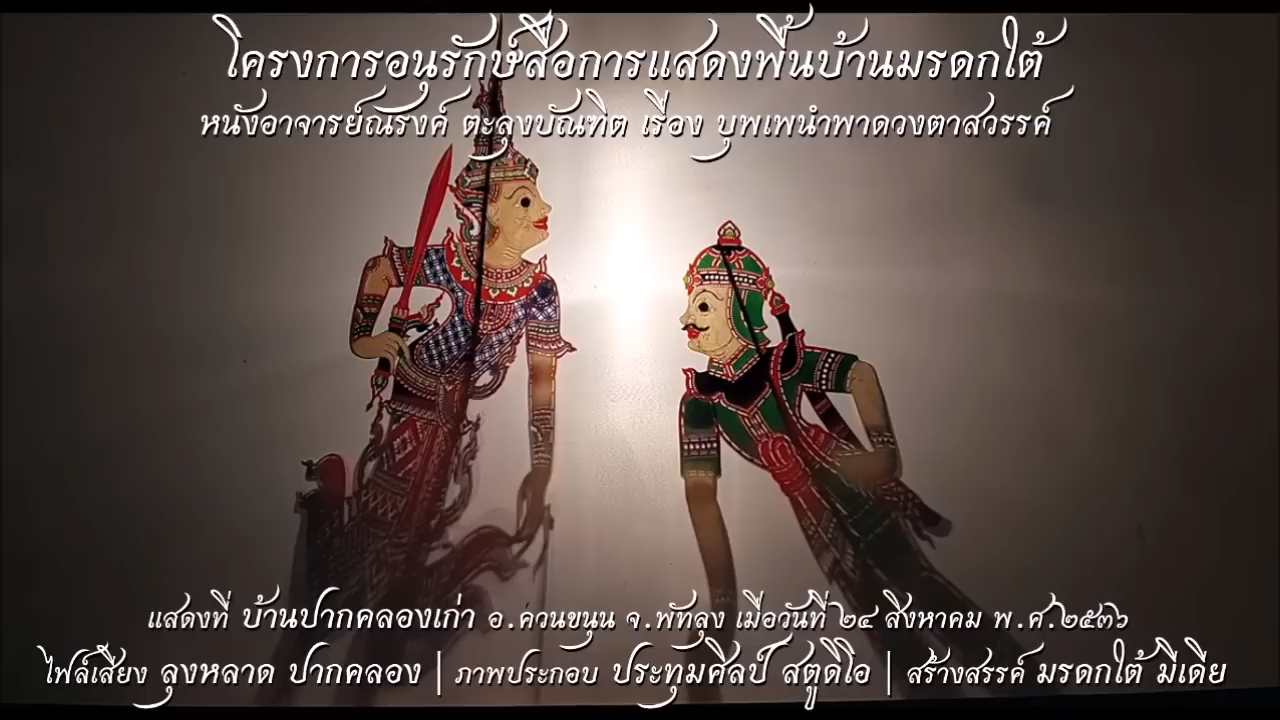 โครงการอนุรักษ์สื่อการแสดงพื้นบ้านมรดกใต้
หนังอาจารย์ณรงค์ ตะลุงบัณฑิต เรื่อง บุพเพนำพาดวงตาสวรรค์
แสดงที่ บ้านปากคลองเก่า อ.ควนขนุน จ.พัทลุง เมื่อวันที่ ๒๔ สิงหาคม พ.ศ.๒๕๓๖
ไฟล์เสียง ลุงหลาด ปากคลอง | ภาพประกอบ ประทุมศิลป์ สตูดิโอ | สร้างสรรค์ มรดกใต้ มีเดีย